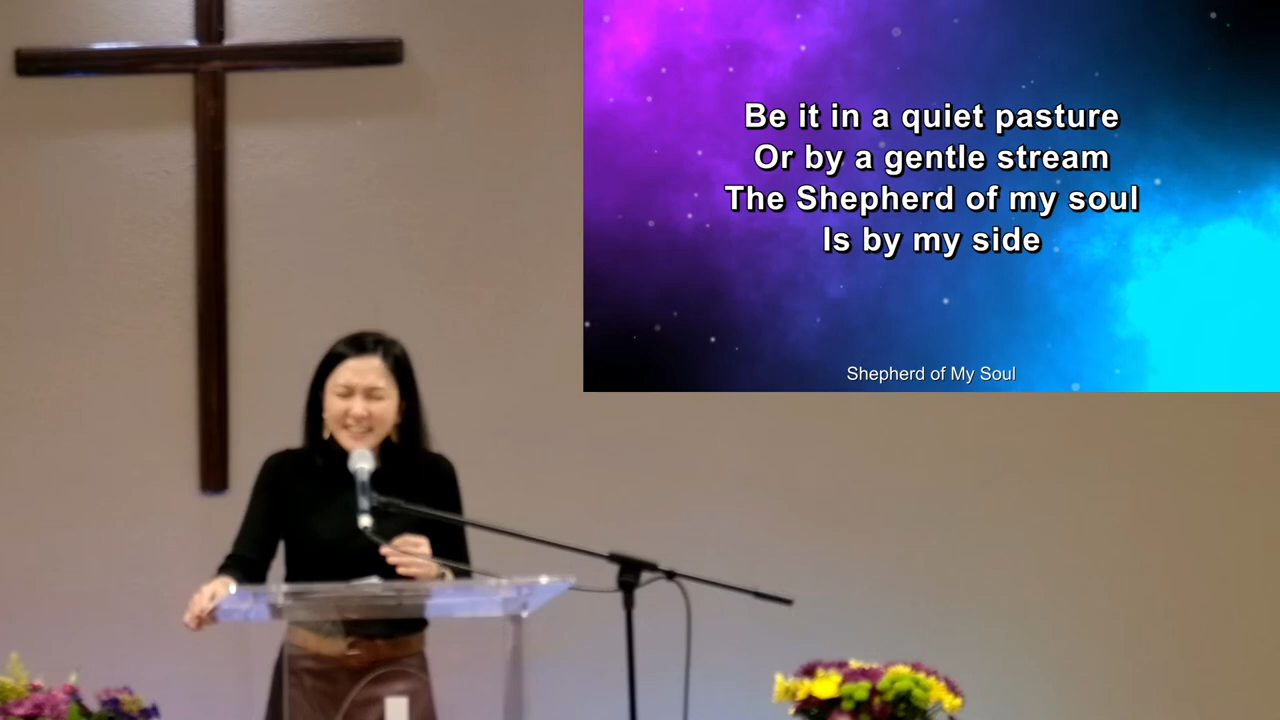 Be it in a quiet pasture
Or by a gentle stream
The Shepherd of my soul
Is by my side
Shepherd of My Soul